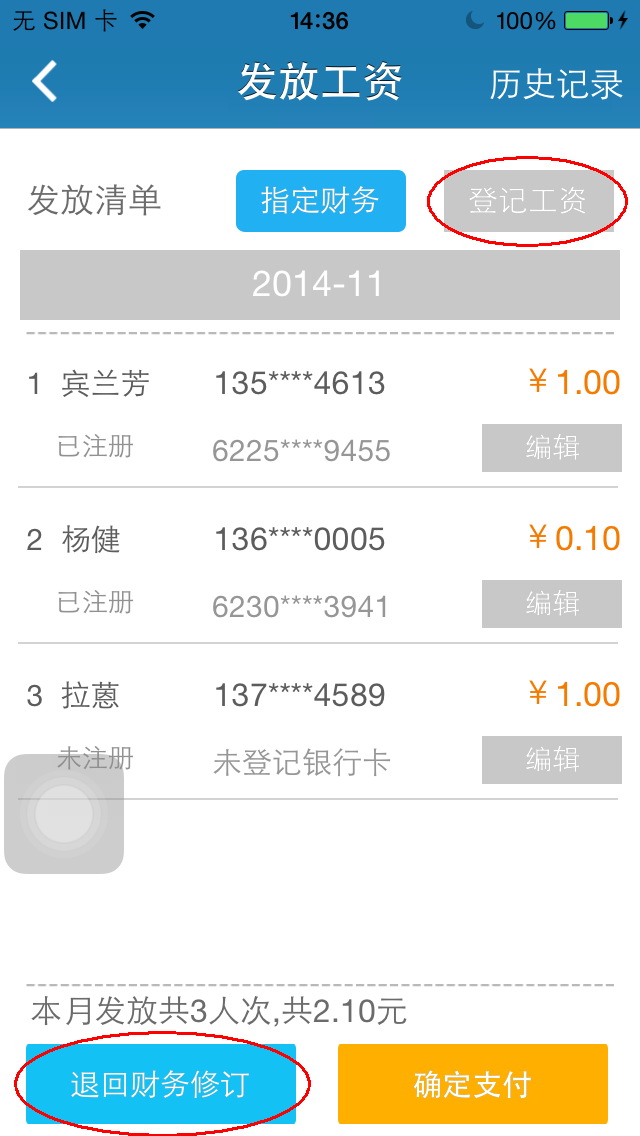 无 SIM 卡 14:36 100%
发放工资 历史记录
发放清单 指定财务 登记工资
2014-11
1 宾兰芳 135****4613 ¥1.00
已注册 6225****9455 编辑
2 杨健 136****0005 ¥0.10
已注册 6230****3941 编辑
3 拉蒽 137****4589 ¥1.00
未注册 未登记银行卡 编辑
本月发放共3人次,共2.10元
退回财务修订 确定支付